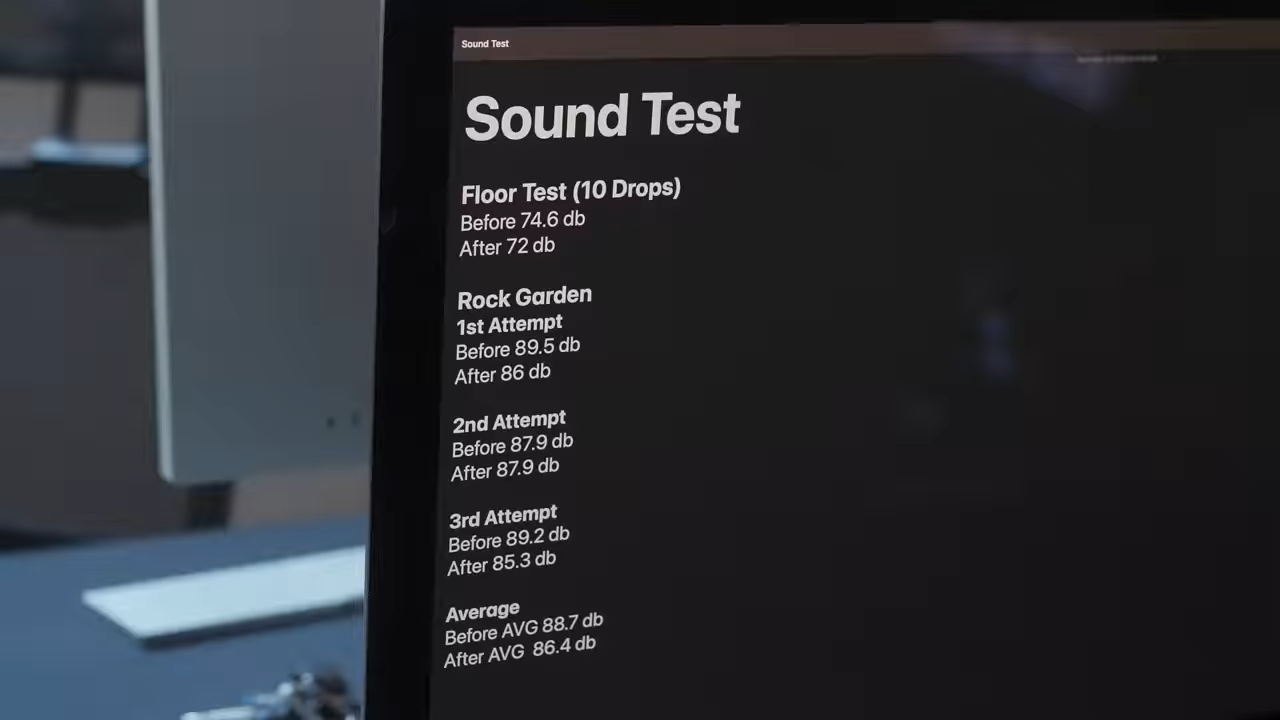 Sound Test
Sound Test
Floor Test (10 Drops)
Before 74.6 db
After 72 db
Rock Garden
1st Attempt
Before 89.5 db
After 86 db
2nd Attempt
Before 87.9 db
After 87.9 db
3rd Attempt
Before 89.2 db
After 85.3 db
Average
Before AVG 88.7 db
After AVG 86.4 db